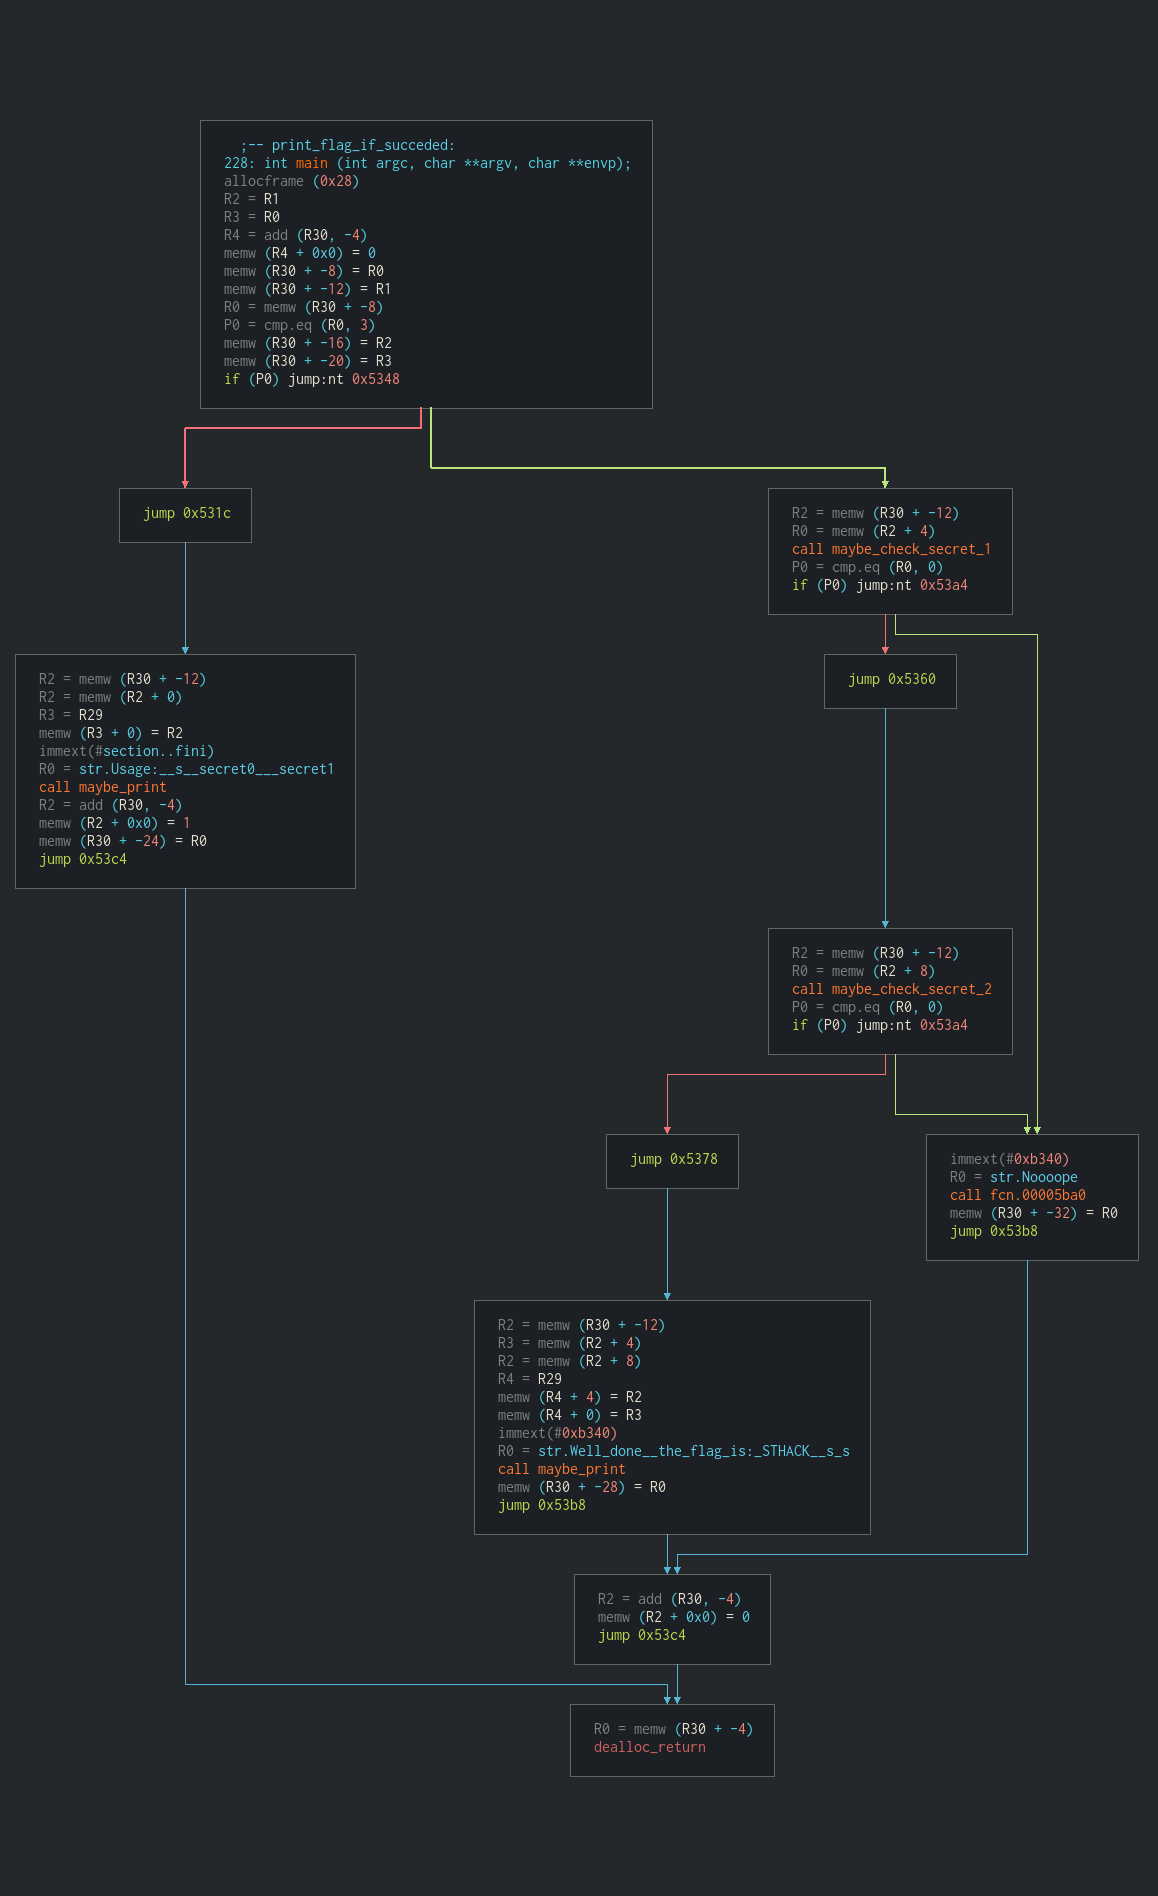 ;-- print_flag_if_succeded:
228: int main (int argc, char **argv, char **envp);
allocframe (0x28)
R2 = R1
R3 = R0
R4 = add (R30, -4)
memw (R4 + 0x0) = 0
memw (R30 + -8) = R0
memw (R30 + -12) = R1
R0 = memw (R30 + -8)
P0 = cmp.eq (R0, 3)
memw (R30 + -16) = R2
memw (R30 + -20) = R3
if (P0) jump:nt 0x5348
jump 0x531c
R2 = memw (R30 + -12)
R0 = memw (R2 + 4)
call maybe_check_secret_1
P0 = cmp.eq (R0, 0)
if (P0) jump:nt 0x53a4
R2 = memw (R30 + -12)
R2 = memw (R2 + 0)
R3 = R29
memw (R3 + 0) = R2
immext(#section..fini)
R0 = str.Usage:__s__secret0___secret1
call maybe_print
R2 = add (R30, -4)
memw (R2 + 0x0) = 1
memw (R30 + -24) = R0
jump 0x53c4
jump 0x5360
R2 = memw (R30 + -12)
R0 = memw (R2 + 8)
call maybe_check_secret_2
P0 = cmp.eq (R0, 0)
if (P0) jump:nt 0x53a4
jump 0x5378
immext(#0xb340)
R0 = str.Noooope
call fcn.00005ba0
memw (R30 + -32) = R0
jump 0x53b8
R2 = memw (R30 + -12)
R3 = memw (R2 + 4)
R2 = memw (R2 + 8)
R4 = R29
memw (R4 + 4) = R2
memw (R4 + 0) = R3
immext(#0xb340)
R0 = str.Well_done__the_flag_is:_STHACK__s_s
call maybe_print
memw (R30 + -28) = R0
jump 0x53b8
R2 = add (R30, -4)
memw (R2 + 0x0) = 0
jump 0x53c4
R0 = memw (R30 + -4)
dealloc_return